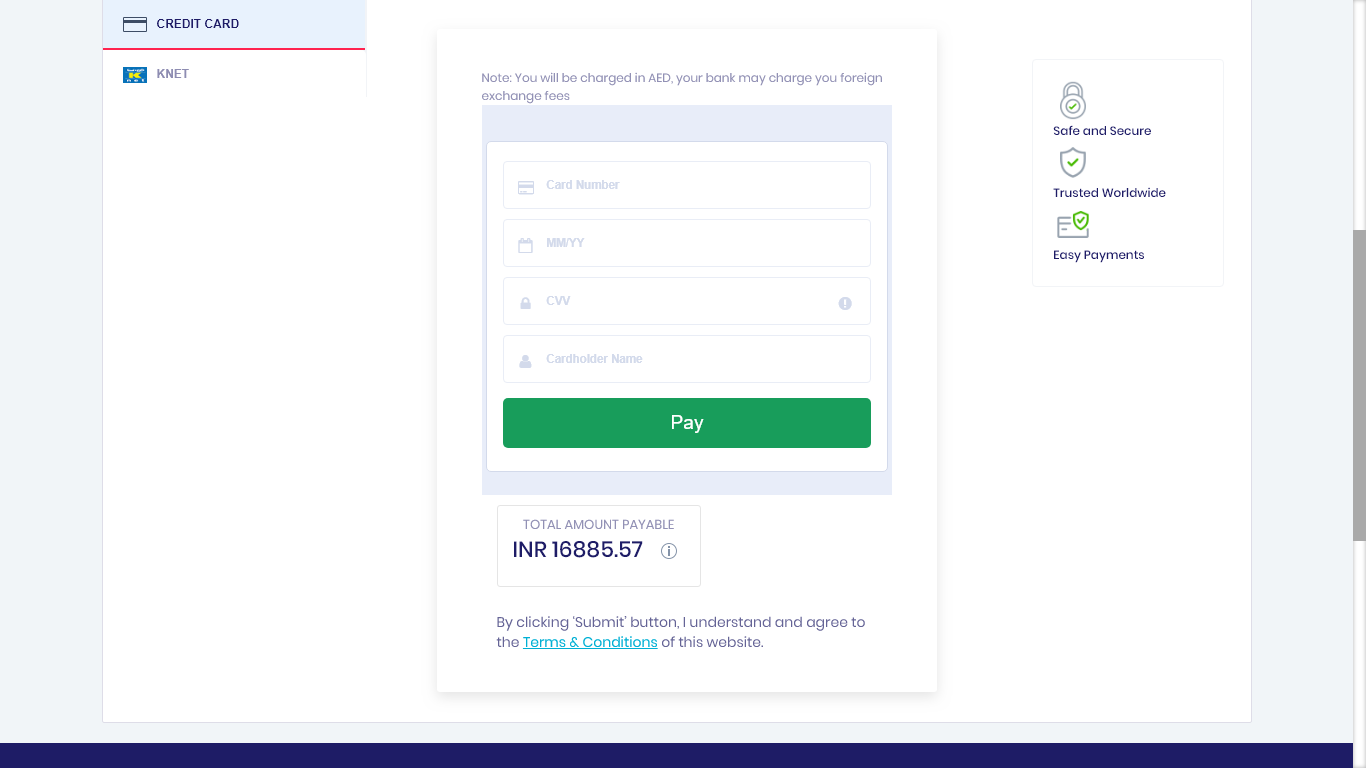 CREDIT CARD
KNET
Note: You will be charged in AED, your bank may charge you foreign
exchange fees
Card Number
MM/YY
CVV
Cardholder Name
Pay
TOTAL AMOUNT PAYABLE
INR 16885.57
By clicking 'Submit' button, I understand and agree to
the Terms & Conditions of this website.
Safe and Secure
Trusted Worldwide
Easy Payments